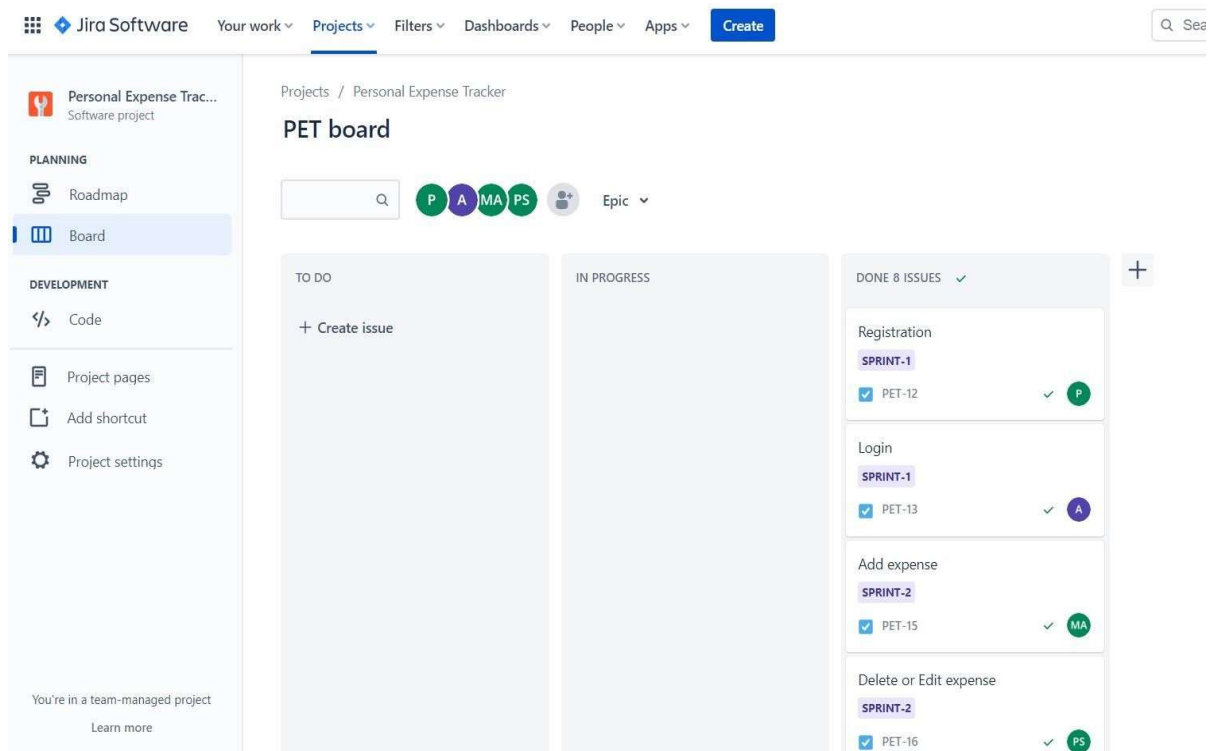 Jira Software Your work Projects Filters Dashboards People Apps Create Sea
Personal Expense Trac...
Software project
PLANNING
Roadmap
Board
DEVELOPMENT
Code
Project pages
Add shortcut
Project settings
You're in a team-managed project
Learn more
Projects / Personal Expense Tracker
PET board
P A MA PS Epic
TO DO
+ Create issue
IN PROGRESS
DONE 8 ISSUES
Registration
SPRINT-1
PET-12 P
Login
SPRINT-1
PET-13 A
Add expense
SPRINT-2
PET-15 MA
Delete or Edit expense
SPRINT-2
PET-16 PS